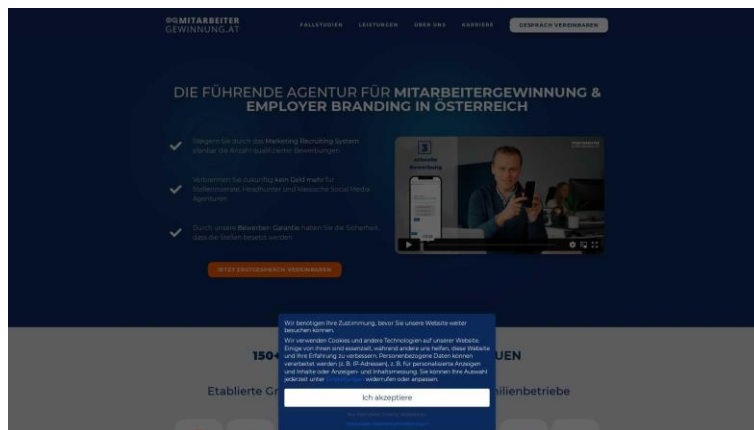 MITARBEITER
GEWINNUNG.AT
FALLSTUDIEN LEISTUNGEN ÜBER UNS KARRIERE GESPRÄCH VEREINBAREN
DIE FÜHRENDE AGENTUR FÜR MITARBEITERGEWINNUNG &
EMPLOYER BRANDING IN ÖSTERREICH
Steigern Sie durch das Marketing Recruiting System
planbar die Anzahl qualifizierter Bewerbungen
Verbrennen Sie zukünftig kein Geld mehr für
Stelleninserate, Headhunter und klassische Social Media
Agenturen
Durch unsere Bewerber-Garantie haben Sie die Sicherheit,
dass die Stellen besetzt werden
JETZT ERSTGESPRÄCH VEREINBAREN
3
schnelle
Bewerbung
Wir benötigen Ihre Zustimmung, bevor Sie unsere Website weiter
besuchen können.
Wir verwenden Cookies und andere Technologien auf unserer Website.
Einige von ihnen sind essenziell, während andere uns helfen, diese Website
und Ihre Erfahrung zu verbessern. Personenbezogene Daten können
verarbeitet werden (z. B. IP-Adressen), z. B. für personalisierte Anzeigen
und Inhalte oder Anzeigen- und Inhaltsmessung. Sie können Ihre Auswahl
jederzeit unter Einstellungen widerrufen oder anpassen.
150+ UEN
Etablierte Gr ilienbetriebe
Ich akzeptiere